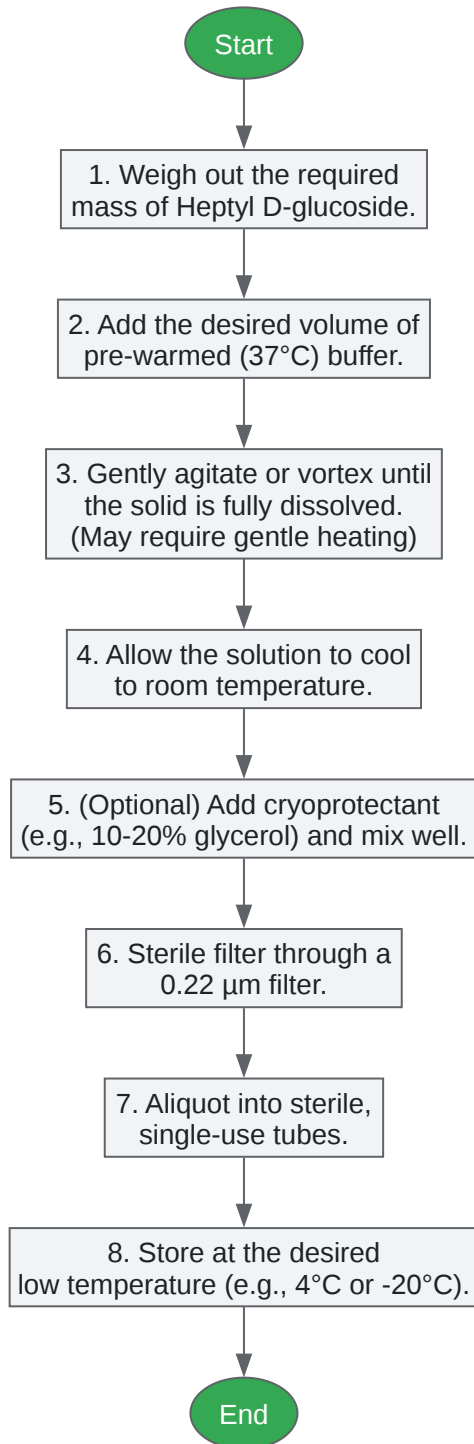 Start
1. Weigh out the required
mass of Heptyl D-glucoside.
2. Add the desired volume of
pre-warmed (37°C) buffer.
3. Gently agitate or vortex until
the solid is fully dissolved.
(May require gentle heating)
4. Allow the solution to cool
to room temperature.
5. (Optional) Add cryoprotectant
(e.g., 10-20% glycerol) and mix well.
6. Sterile filter through a
0.22 µm filter.
7. Aliquot into sterile,
single-use tubes.
8. Store at the desired
low temperature (e.g., 4°C or -20°C).
End